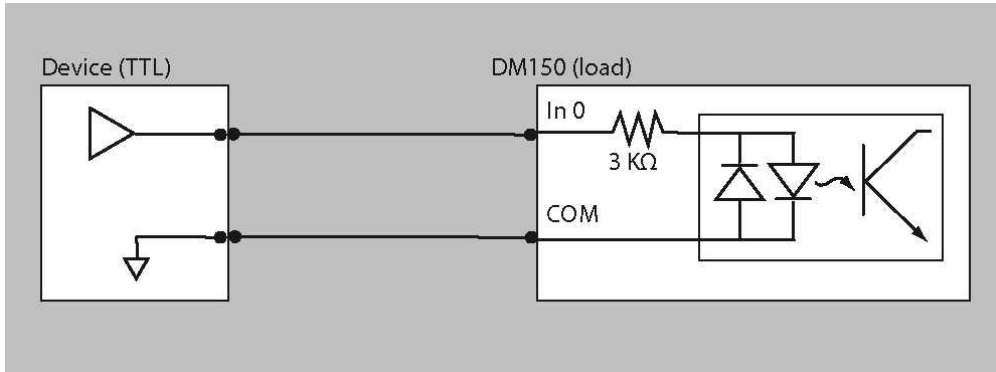 Device (TTL)
DM150 (load)
In 0
3 KΩ
COM